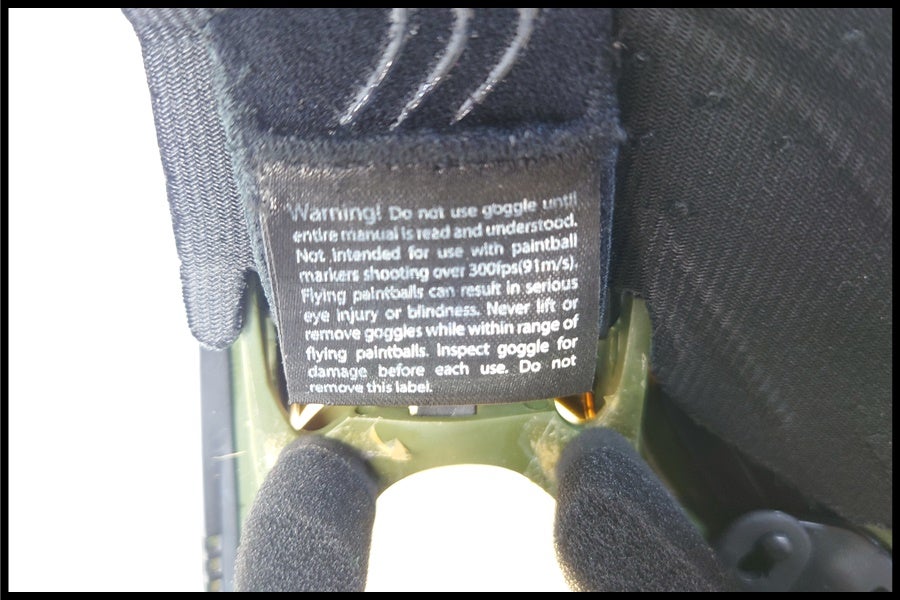 Warning! Do not use goggle until
entire manual is read and understood.
Not intended for use with paintball
markers shooting over 300fps(91m/s).
Flying paintballs can result in serious
eye injury or blindness. Never lift or
remove goggles while within range of
flying paintballs. Inspect goggle for
damage before each use. Do not
remove this label.